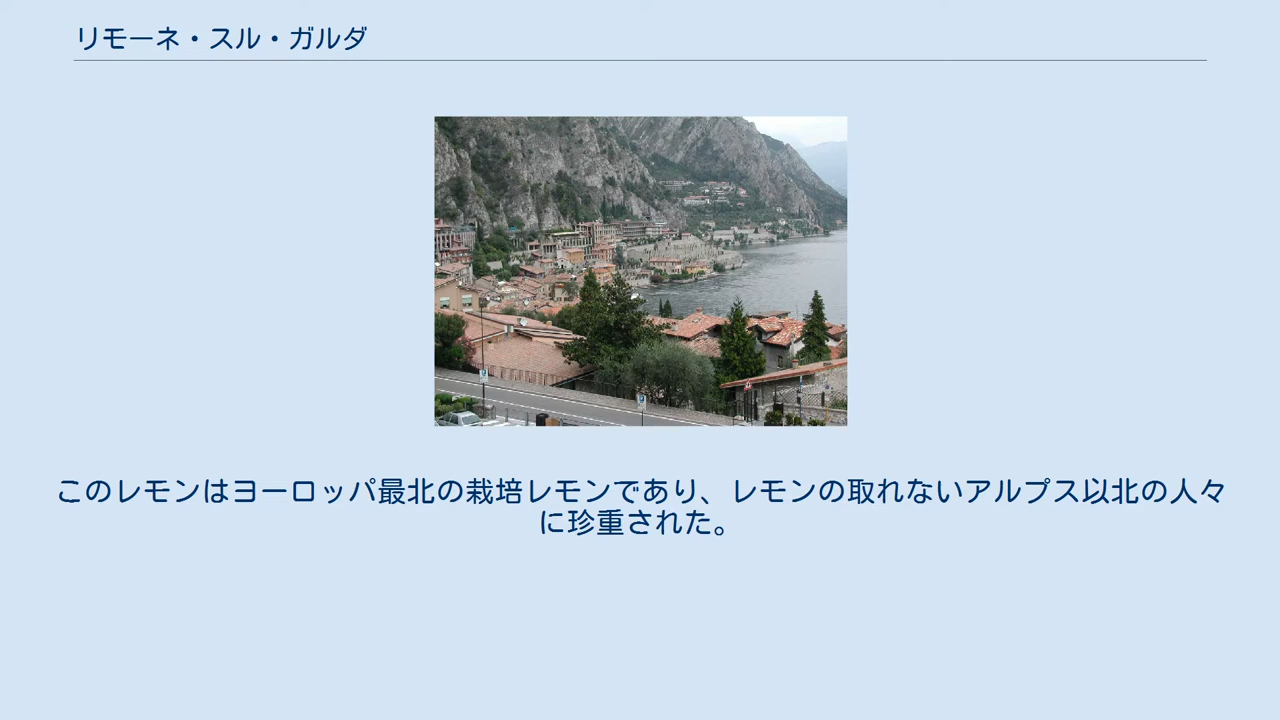 リモーネ・スル・ガルダ
このレモンはヨーロッパ最北の栽培レモンであり、レモンの取れないアルプス以北の人々
に珍重された。